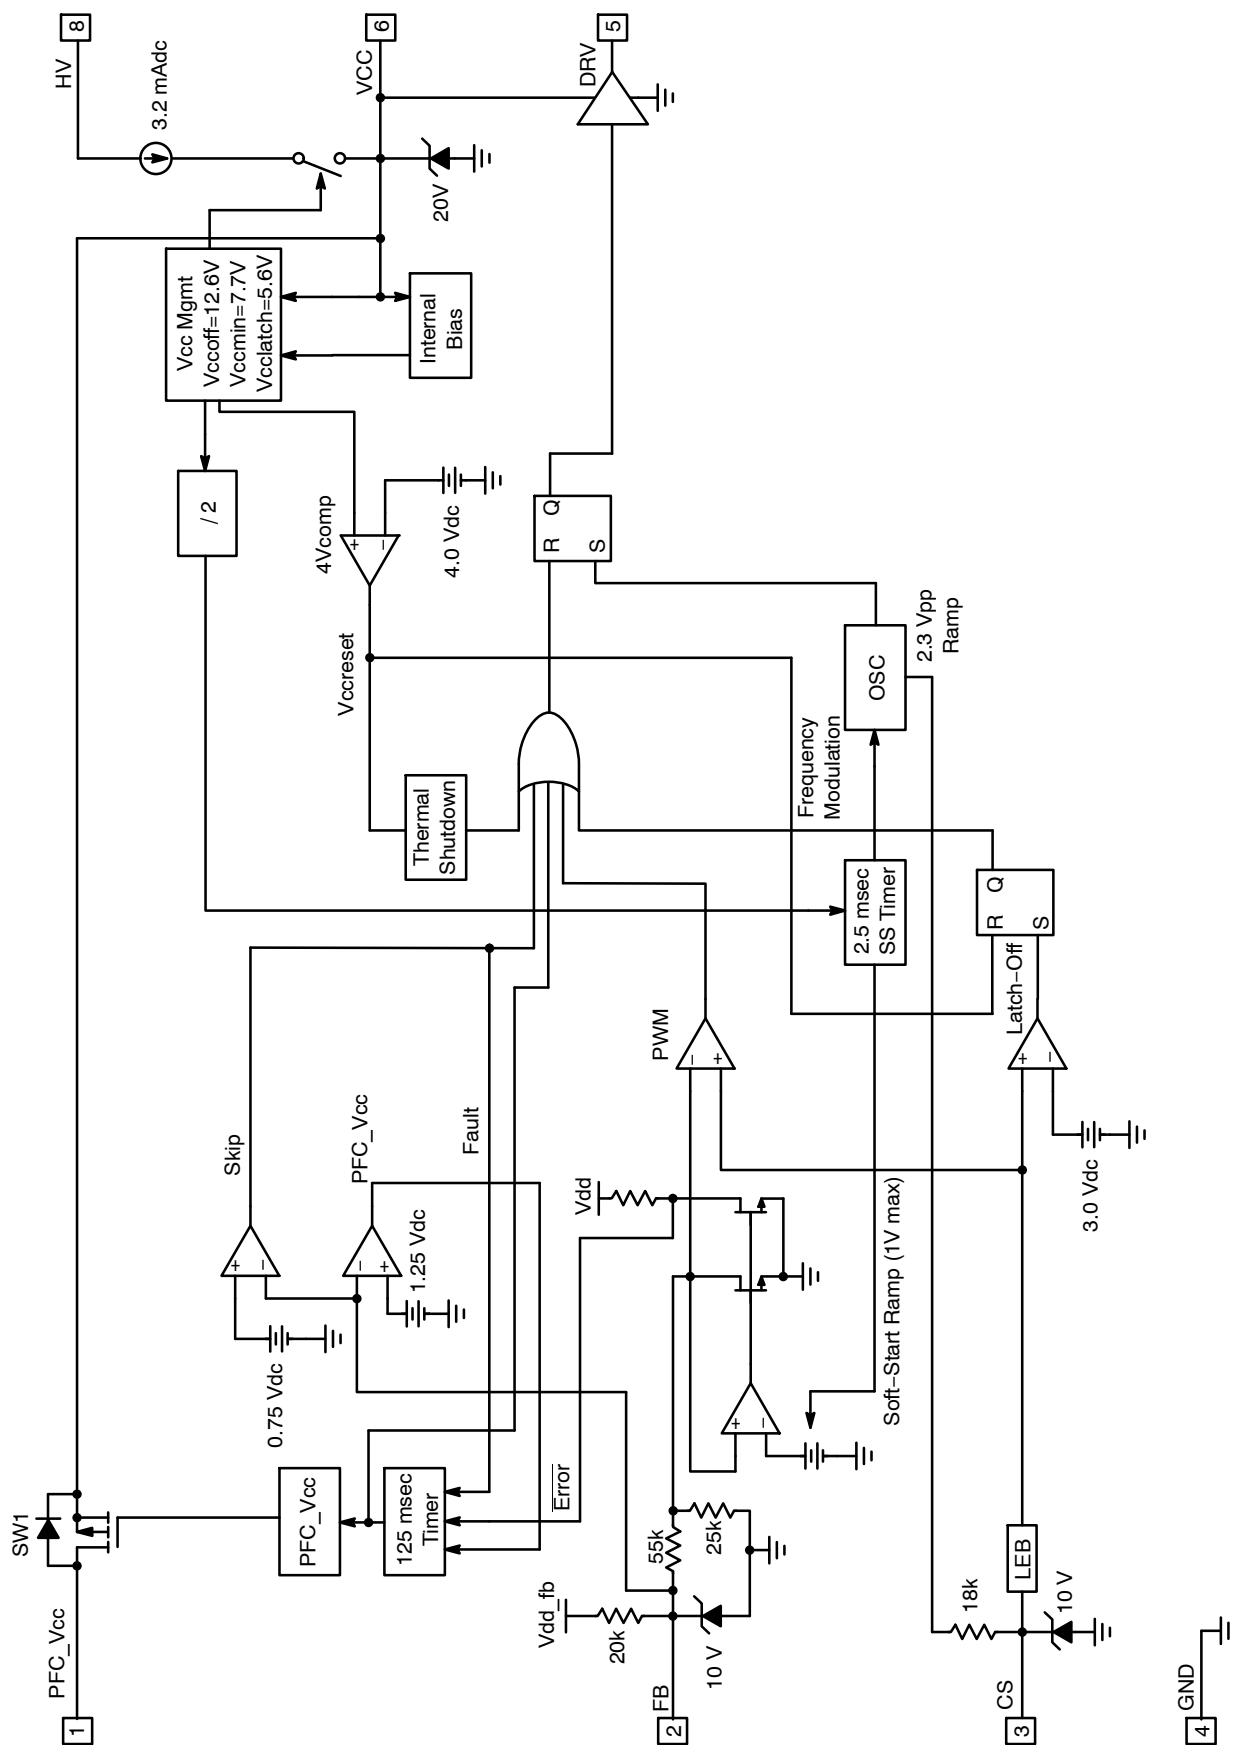 PFC_Vcc
1
SW1
PFC_Vcc
125 msec
Timer
0.75 Vdc
Skip
PFC_Vcc
1.25 Vdc
+
−
−
+
Fault
Error
/ 2
Vcc Mgmt
Vccoff=12.6V
Vccmin=7.7V
Vcclatch=5.6V
HV
8
3.2 mAdc
VCC
6
20V
Internal
Bias
4Vcomp
+
−
4.0 Vdc
Vccreset
Thermal
Shutdown
R
Q
S
DRV
5
FB
2
Vdd_fb
20k
10 V
55k
25k
Vdd
+
−
PWM
−
+
Soft−Start Ramp (1V max)
2.5 msec
SS Timer
Frequency
Modulation
OSC
2.3 Vpp
Ramp
CS
3
18k
10 V
LEB
3.0 Vdc
Latch−Off
+
−
R
Q
S
GND
4